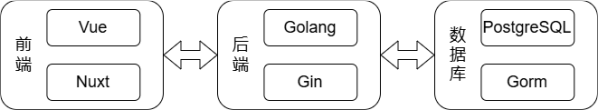 前端
Vue
Nuxt
后端
Golang
Gin
数据库
PostgreSQL
Gorm